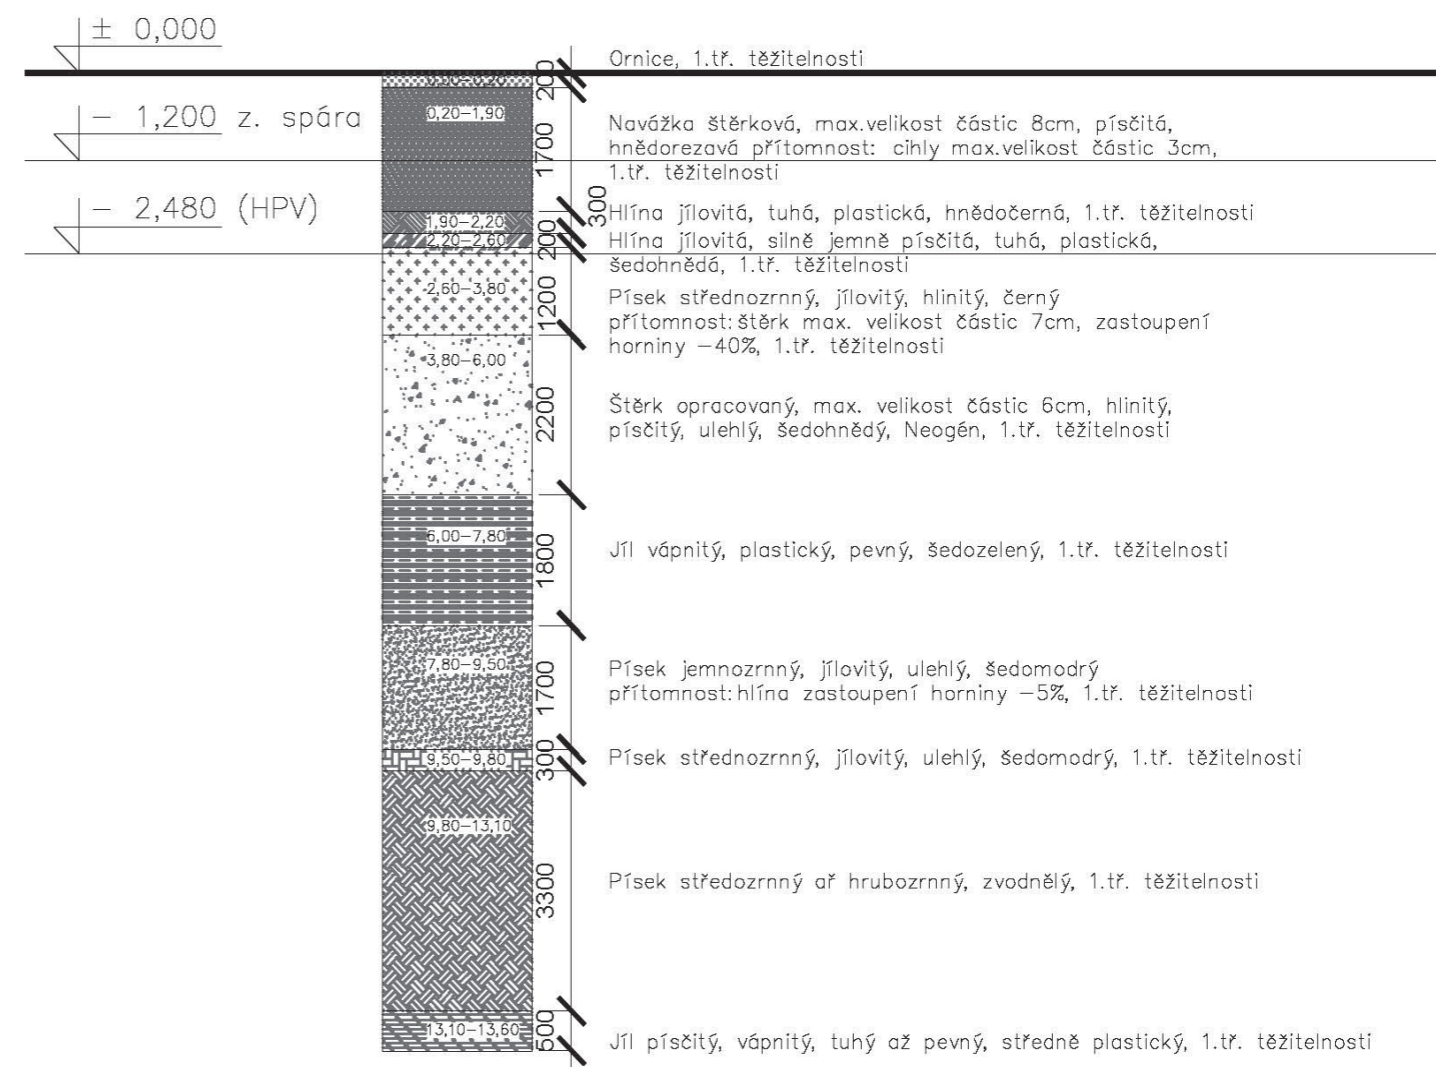 ± 0,000
Ornice, 1.tř. těžitelnosti
200
– 1,200 z. spára
0,20–1,90
1700
Navážka štěrková, max.velikost částic 8cm, písčitá,
hnědorezavá přítomnost: cihly max.velikost částic 3cm,
1.tř. těžitelnosti
– 2,480 (HPV)
1,90–2,20
300
Hlína jílovitá, tuhá, plastická, hnědočerná, 1.tř. těžitelnosti
2,20–2,60
200
Hlína jílovitá, silně jemně písčitá, tuhá, plastická,
šedohnědá, 1.tř. těžitelnosti
2,60–3,80
1200
Písek střednozrnný, jílovitý, hlinitý, černý
přítomnost: štěrk max. velikost částic 7cm, zastoupení
horniny –40%, 1.tř. těžitelnosti
3,80–6,00
2200
Štěrk opracovaný, max. velikost částic 6cm, hlinitý,
písčitý, ulehlý, šedohnědý, Neogén, 1.tř. těžitelnosti
6,00–7,80
1800
Jíl vápnitý, plastický, pevný, šedozelený, 1.tř. těžitelnosti
7,80–9,50
1700
Písek jemnozrnný, jílovitý, ulehlý, šedomodrý
přítomnost: hlína zastoupení horniny –5%, 1.tř. těžitelnosti
9,50–9,80
300
Písek střednozrnný, jílovitý, ulehlý, šedomodrý, 1.tř. těžitelnosti
9,80–13,10
3300
Písek středozrnný ař hrubozrnný, zvodnělý, 1.tř. těžitelnosti
13,10–13,60
500
Jíl písčitý, vápnitý, tuhý až pevný, středně plastický, 1.tř. těžitelnosti